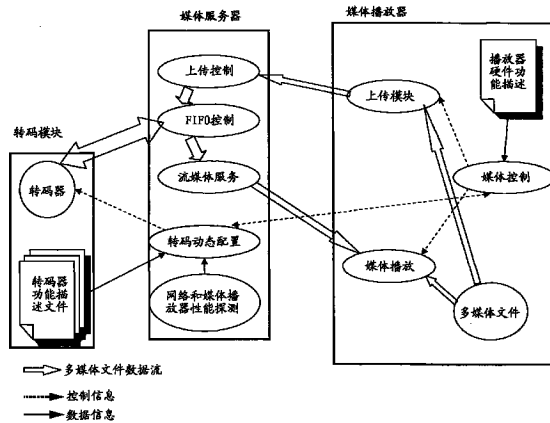 媒体服务器
媒体播放器
上传控制
FIFO控制
流媒体服务
转码动态配置
网络和媒体播
放器性能探测
转码模块
转码器
转码器
功能描
述文件
播放器
硬件功
能描述
上传模块
媒体控制
媒体播放
多媒体文件
多媒体文件数据流
控制信息
数据信息